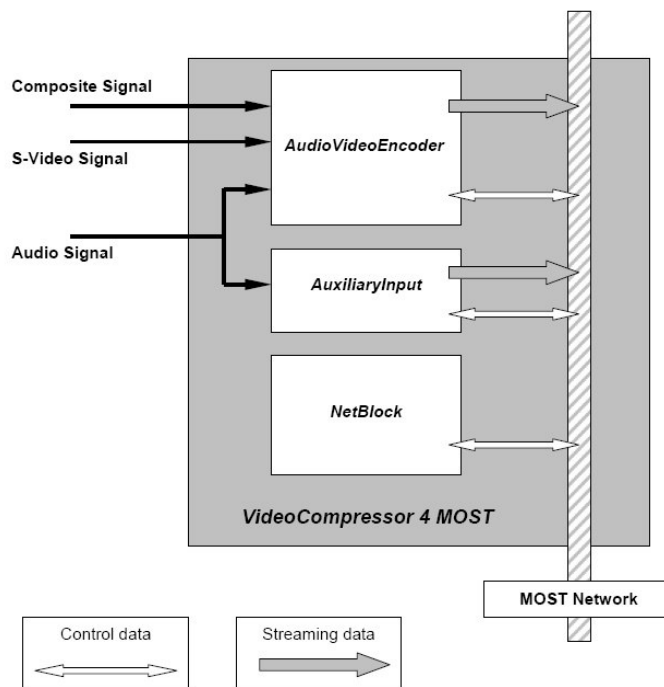 Composite Signal
AudioVideoEncoder
S-Video Signal
Audio Signal
AuxiliaryInput
NetBlock
VideoCompressor 4 MOST
MOST Network
Control data
Streaming data